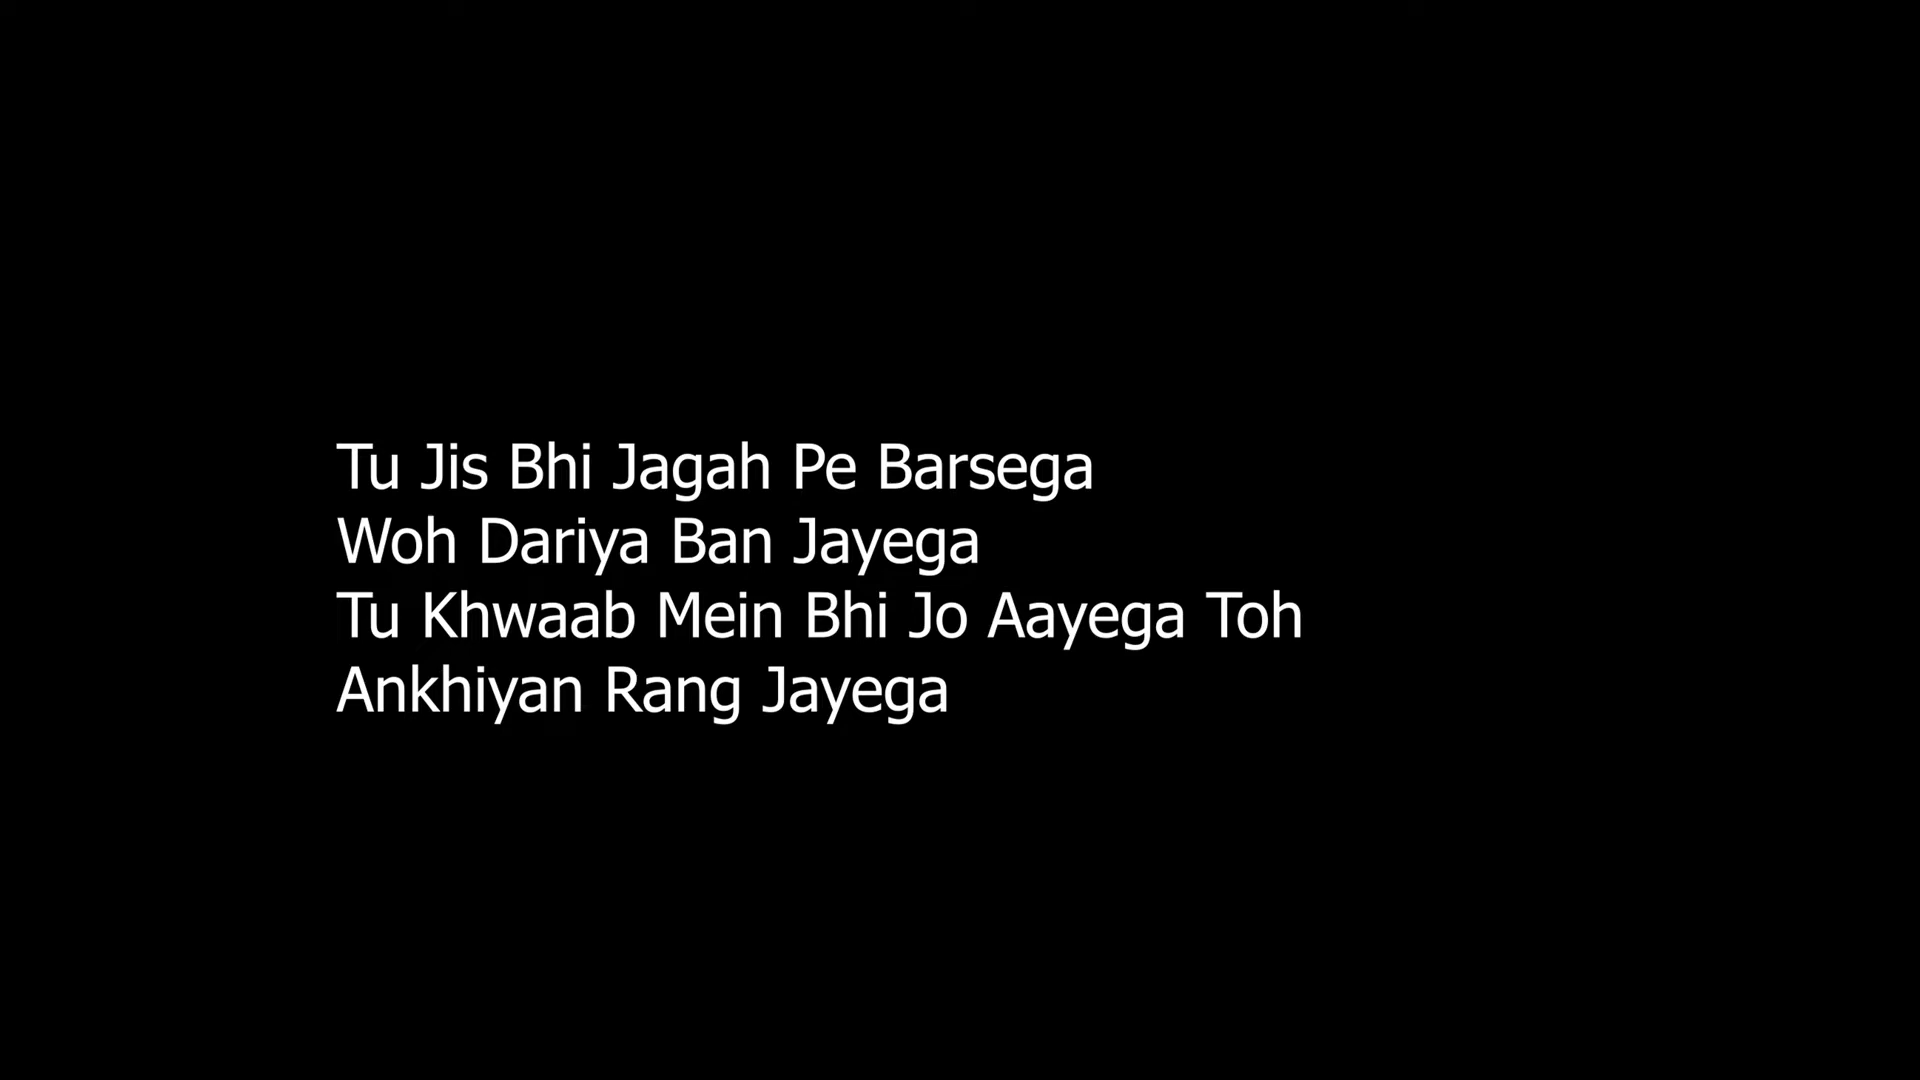 Tu Jis Bhi Jagah Pe Barsega
Woh Dariya Ban Jayega
Tu Khwaab Mein Bhi Jo Aayega Toh
Ankhiyan Rang Jayega